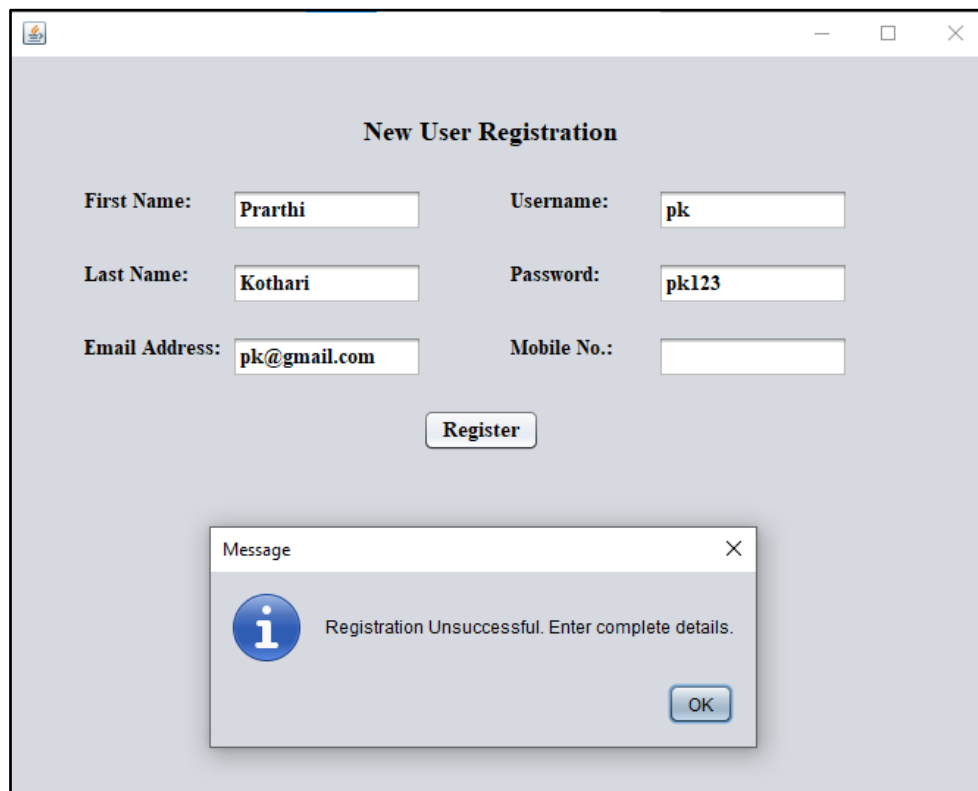 New User Registration
First Name: Prarthi Username: pk
Last Name: Kothari Password: pk123
Email Address: pk@gmail.com Mobile No.:
Register
Message
Registration Unsuccessful. Enter complete details.
OK